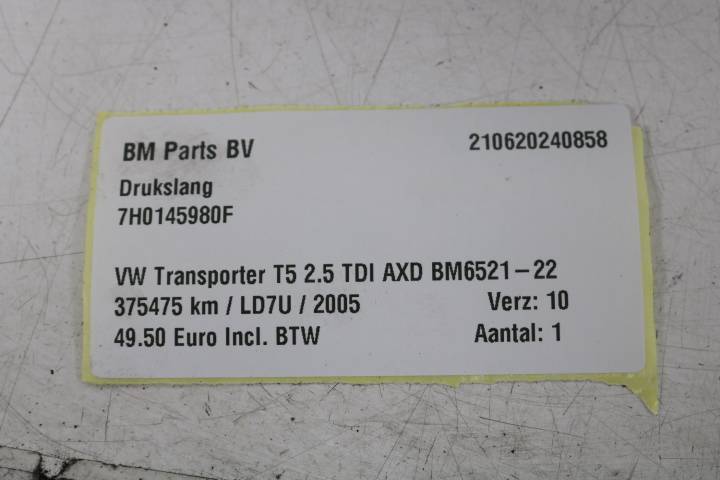 BM Parts BV 210620240858
Drukslang
7H0145980F
VW Transporter T5 2.5 TDI AXD BM6521-22
375475 km / LD7U / 2005 Verz: 10
49.50 Euro Incl. BTW Aantal: 1